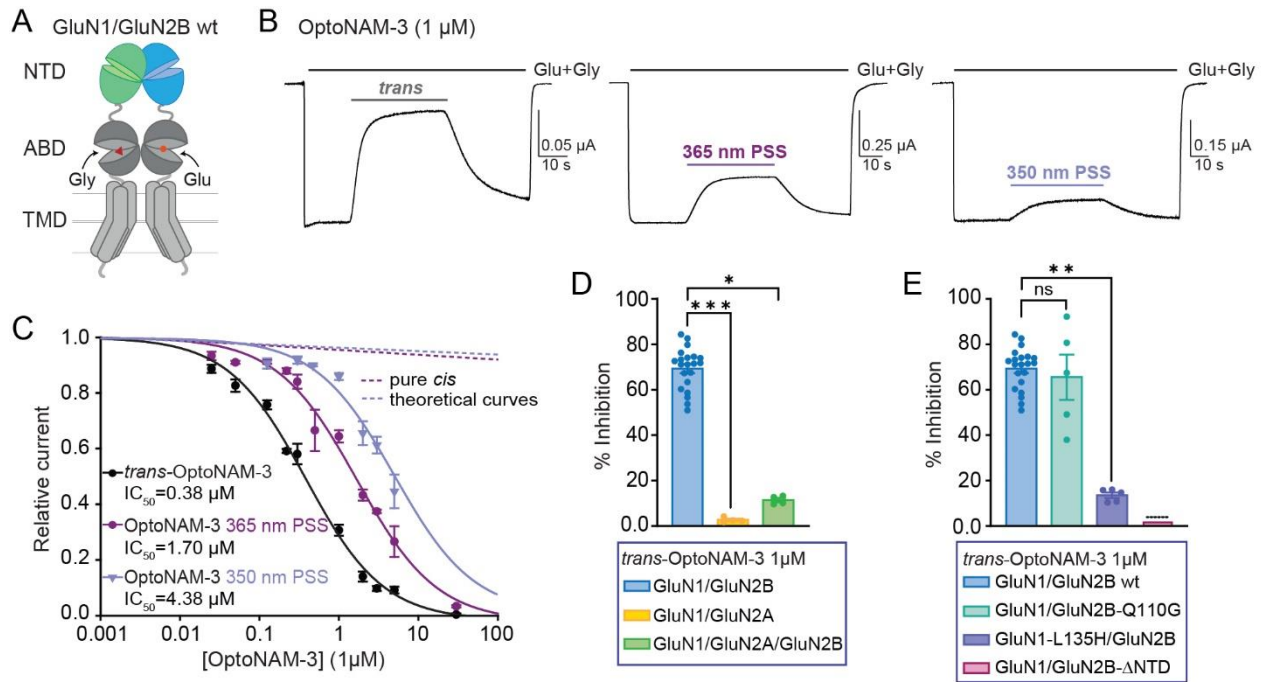 A
GluN1/GluN2B wt
NTD
ABD
Gly
Glu
TMD
B
OptoNAM-3 (1 µM)
Glu+Gly
trans
0.05 µA
10 s
Glu+Gly
365 nm PSS
0.25 µA
10 s
Glu+Gly
350 nm PSS
0.15 µA
10 s
C
Relative current
1.0
0.8
0.6
0.4
0.2
0.0
0.001
0.01
0.1
1
10
100
[OptoNAM-3] (1µM)
pure cis
theoretical curves
trans-OptoNAM-3
IC50=0.38 µM
OptoNAM-3 365 nm PSS
IC50=1.70 µM
OptoNAM-3 350 nm PSS
IC50=4.38 µM
D
% Inhibition
100
80
60
40
20
0.0
*
***
trans-OptoNAM-3 1µM
GluN1/GluN2B
GluN1/GluN2A
GluN1/GluN2A/GluN2B
E
% Inhibition
100
80
60
40
20
0.0
**
ns
trans-OptoNAM-3 1µM
GluN1/GluN2B wt
GluN1/GluN2B-Q110G
GluN1-L135H/GluN2B
GluN1/GluN2B-ΔNTD